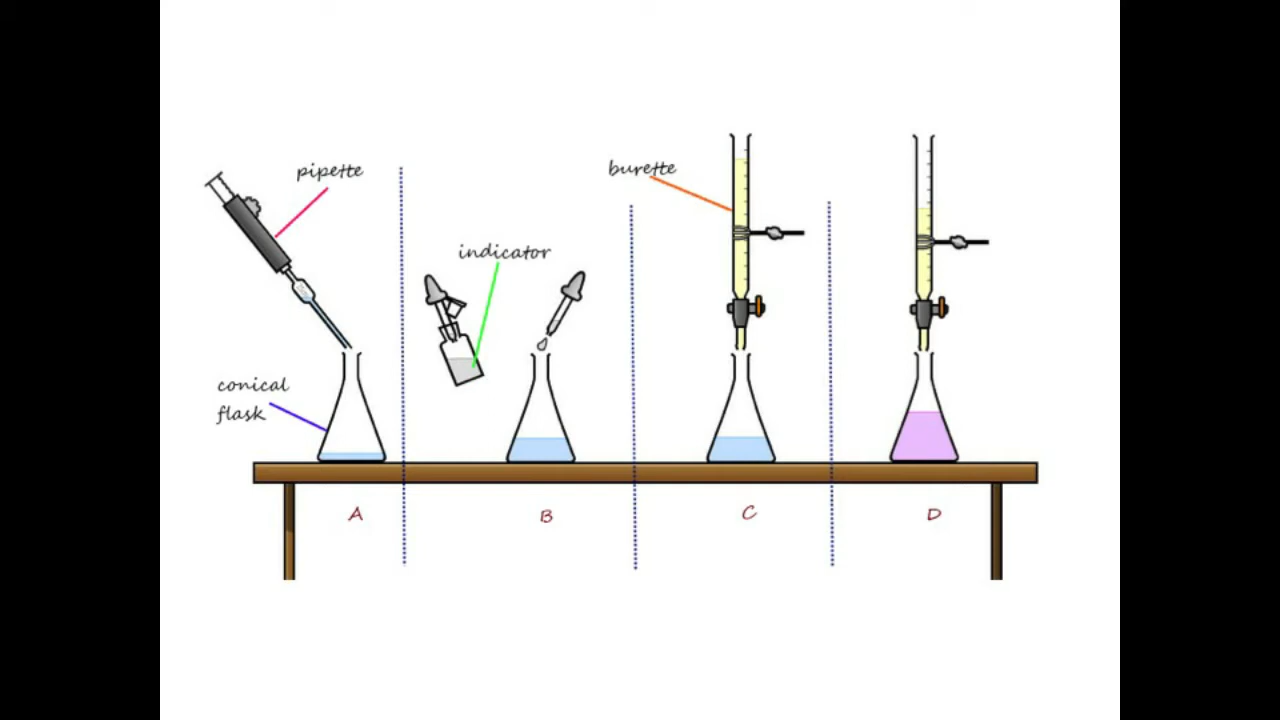 pipette
burette
indicator
conical
flask
A
B
C
D